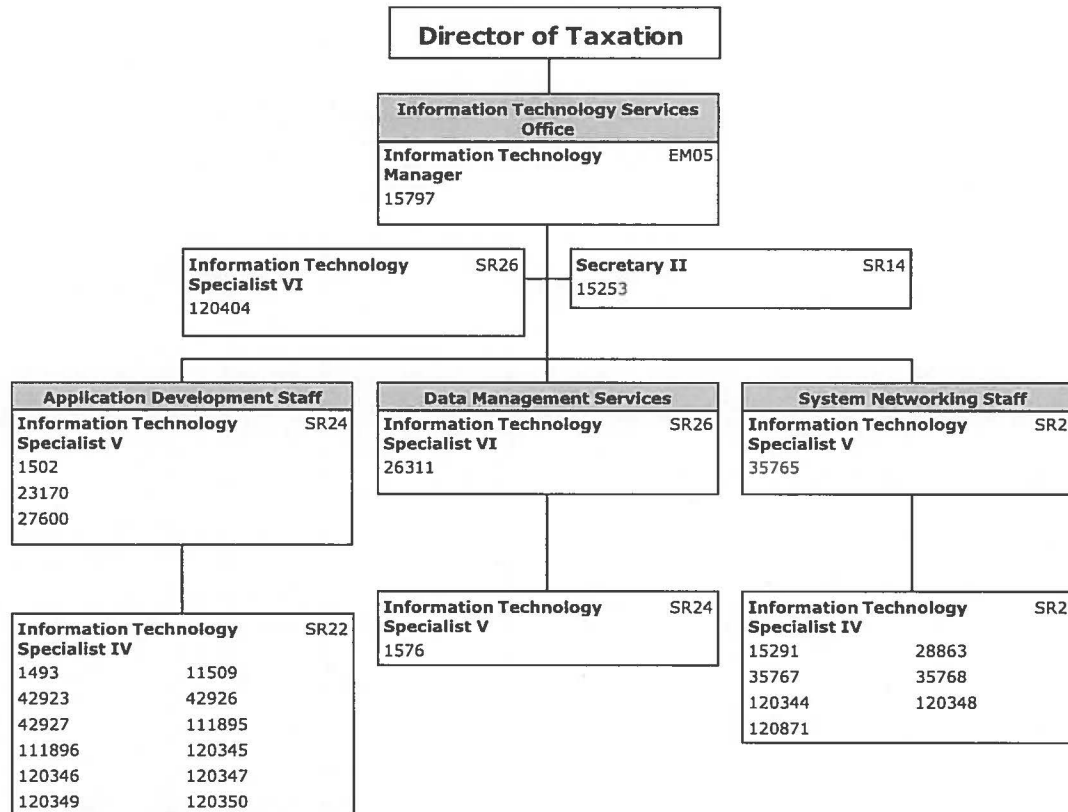 Director of Taxation
Information Technology Services
Office
Information Technology EM05
Manager
15797
Information Technology SR26
Specialist VI
120404
Secretary II SR14
15253
Application Development Staff
Information Technology SR24
Specialist V
1502
23170
27600
Data Management Services
Information Technology SR26
Specialist VI
26311
System Networking Staff
Information Technology SR2
Specialist V
35765
Information Technology SR22
Specialist IV
1493 11509
42923 42926
42927 111895
111896 120345
120346 120347
120349 120350
Information Technology SR24
Specialist V
1576
Information Technology SR2
Specialist IV
15291 28863
35767 35768
120344 120348
120871